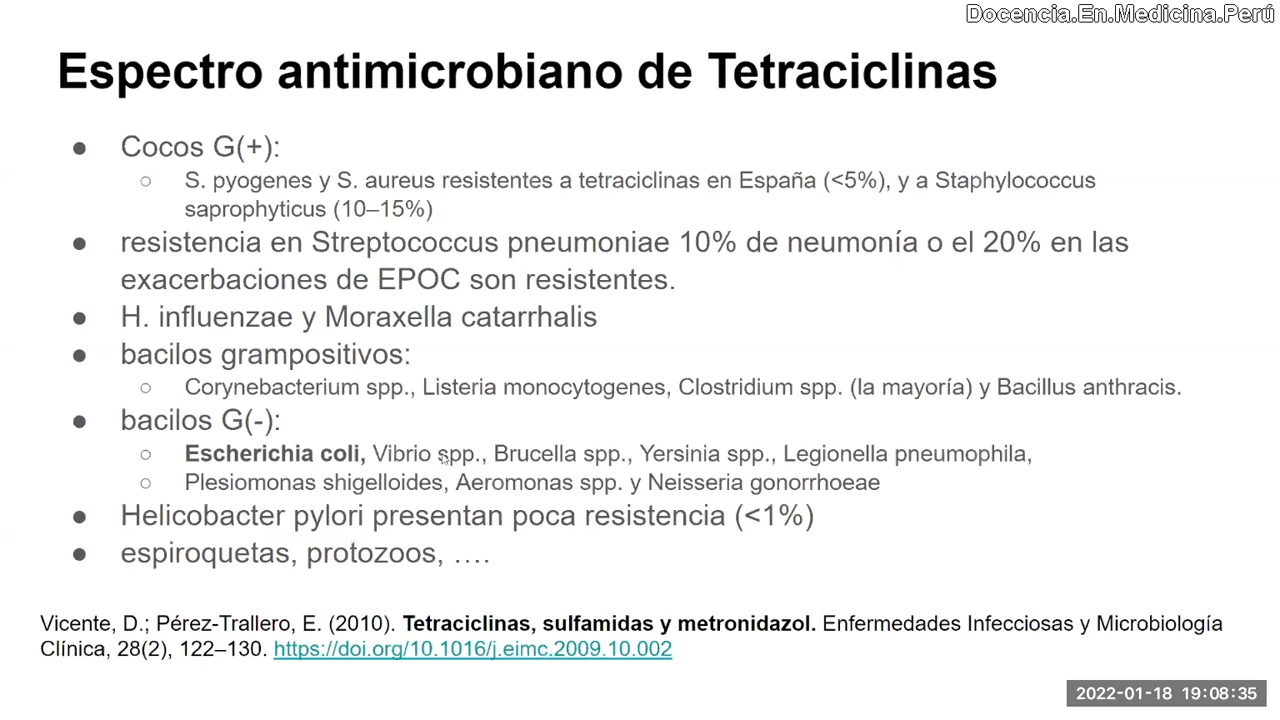 Docencia.En.Medicina.Perú
Espectro antimicrobiano de Tetraciclinas
● Cocos G(+):
○ S. pyogenes y S. aureus resistentes a tetraciclinas en España (<5%), y a Staphylococcus
saprophyticus (10–15%)
● resistencia en Streptococcus pneumoniae 10% de neumonía o el 20% en las
exacerbaciones de EPOC son resistentes.
● H. influenzae y Moraxella catarrhalis
● bacilos grampositivos:
○ Corynebacterium spp., Listeria monocytogenes, Clostridium spp. (la mayoría) y Bacillus anthracis.
● bacilos G(-):
○ Escherichia coli, Vibrio spp., Brucella spp., Yersinia spp., Legionella pneumophila,
○ Plesiomonas shigelloides, Aeromonas spp. y Neisseria gonorrhoeae
● Helicobacter pylori presentan poca resistencia (<1%)
● espiroquetas, protozoos, ….
Vicente, D.; Pérez-Trallero, E. (2010). Tetraciclinas, sulfamidas y metronidazol. Enfermedades Infecciosas y Microbiología
Clínica, 28(2), 122–130. https://doi.org/10.1016/j.eimc.2009.10.002
2022-01-18 19:08:35